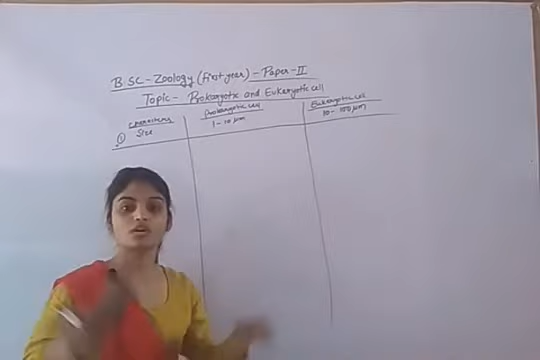 B.SC - Zoology (first year) - Paper - II
Topic - Prokaryotic and Eukaryotic cell
Characters Prokaryotic cell Eukaryotic cell
① Size 1 - 10 μm 10 - 100 μm